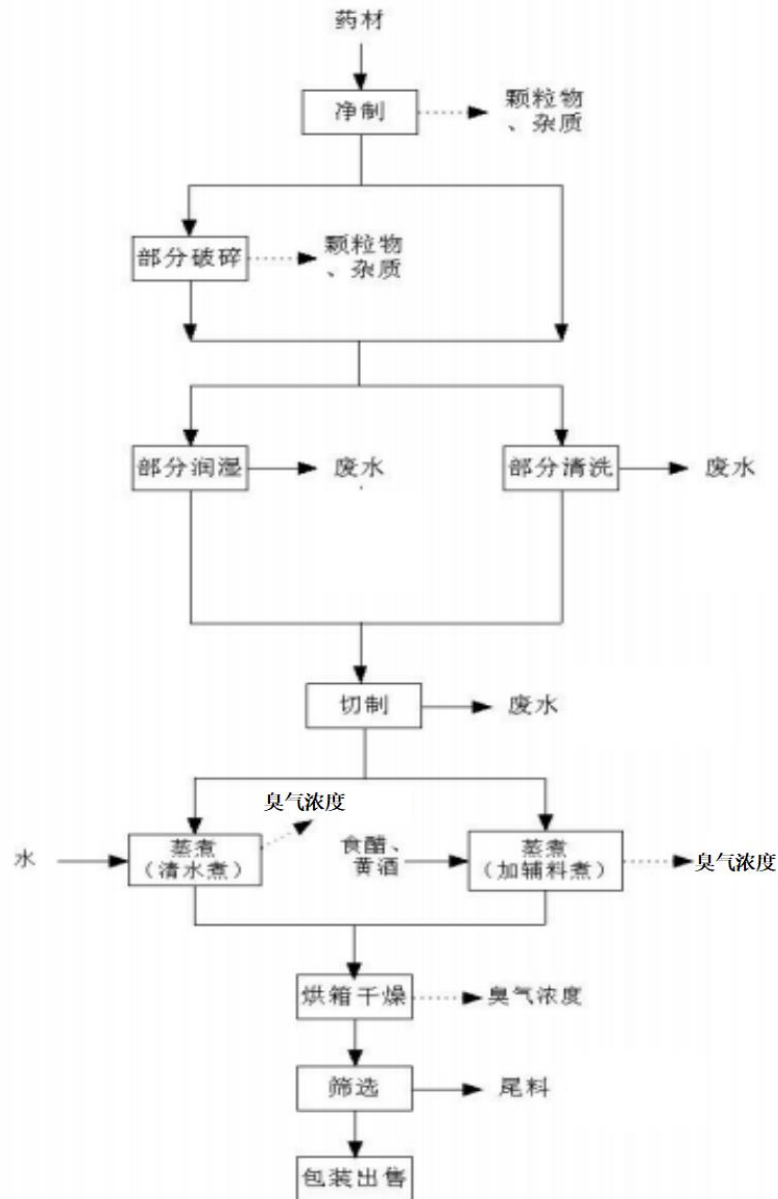 药材
净制
颗粒物
、杂质
部分破碎
颗粒物
、杂质
部分润湿
废水
部分清洗
废水
切制
废水
臭气浓度
水
蒸煮
（清水煮）
食醋、
黄酒
蒸煮
（加辅料煮）
臭气浓度
烘箱干燥
臭气浓度
筛选
尾料
包装出售